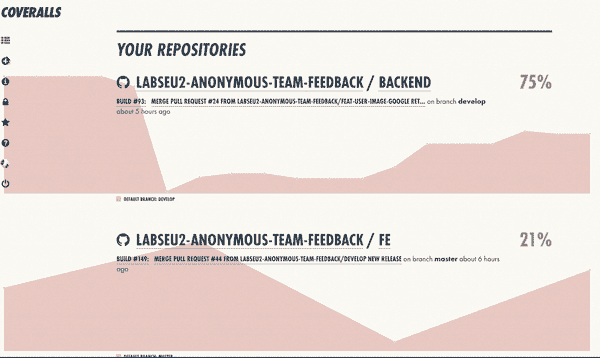 COVERALLS
YOUR REPOSITORIES
LABSEU2-ANONYMOUS-TEAM-FEEDBACK / BACKEND 75%
BUILD #93: MERGE PULL REQUEST #24 FROM LABSEU2-ANONYMOUS-TEAM-FEEDBACK/FEAT-USER-IMAGE-GOOGLE RET... on branch develop
about 5 hours ago
DEFAULT BRANCH: DEVELOP
LABSEU2-ANONYMOUS-TEAM-FEEDBACK / FE 21%
BUILD #149: MERGE PULL REQUEST #44 FROM LABSEU2-ANONYMOUS-TEAM-FEEDBACK/DEVELOP NEW RELEASE on branch master about 6 hours
ago
DEFAULT BRANCH: MASTER